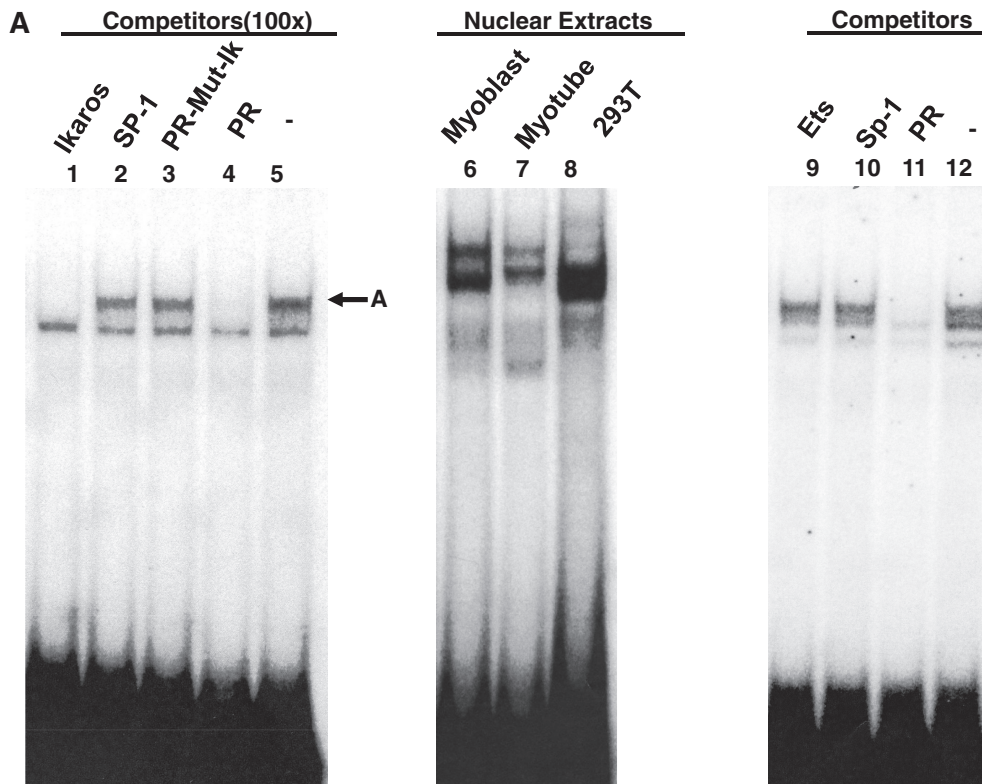 A
Competitors(100x)
Nuclear Extracts
Competitors
Ikaros
SP-1
PR-Mut-Ik
PR
-
Myoblast
Myotube
293T
Ets
Sp-1
PR
-
1 2 3 4 5
6 7 8
9 10 11 12
A